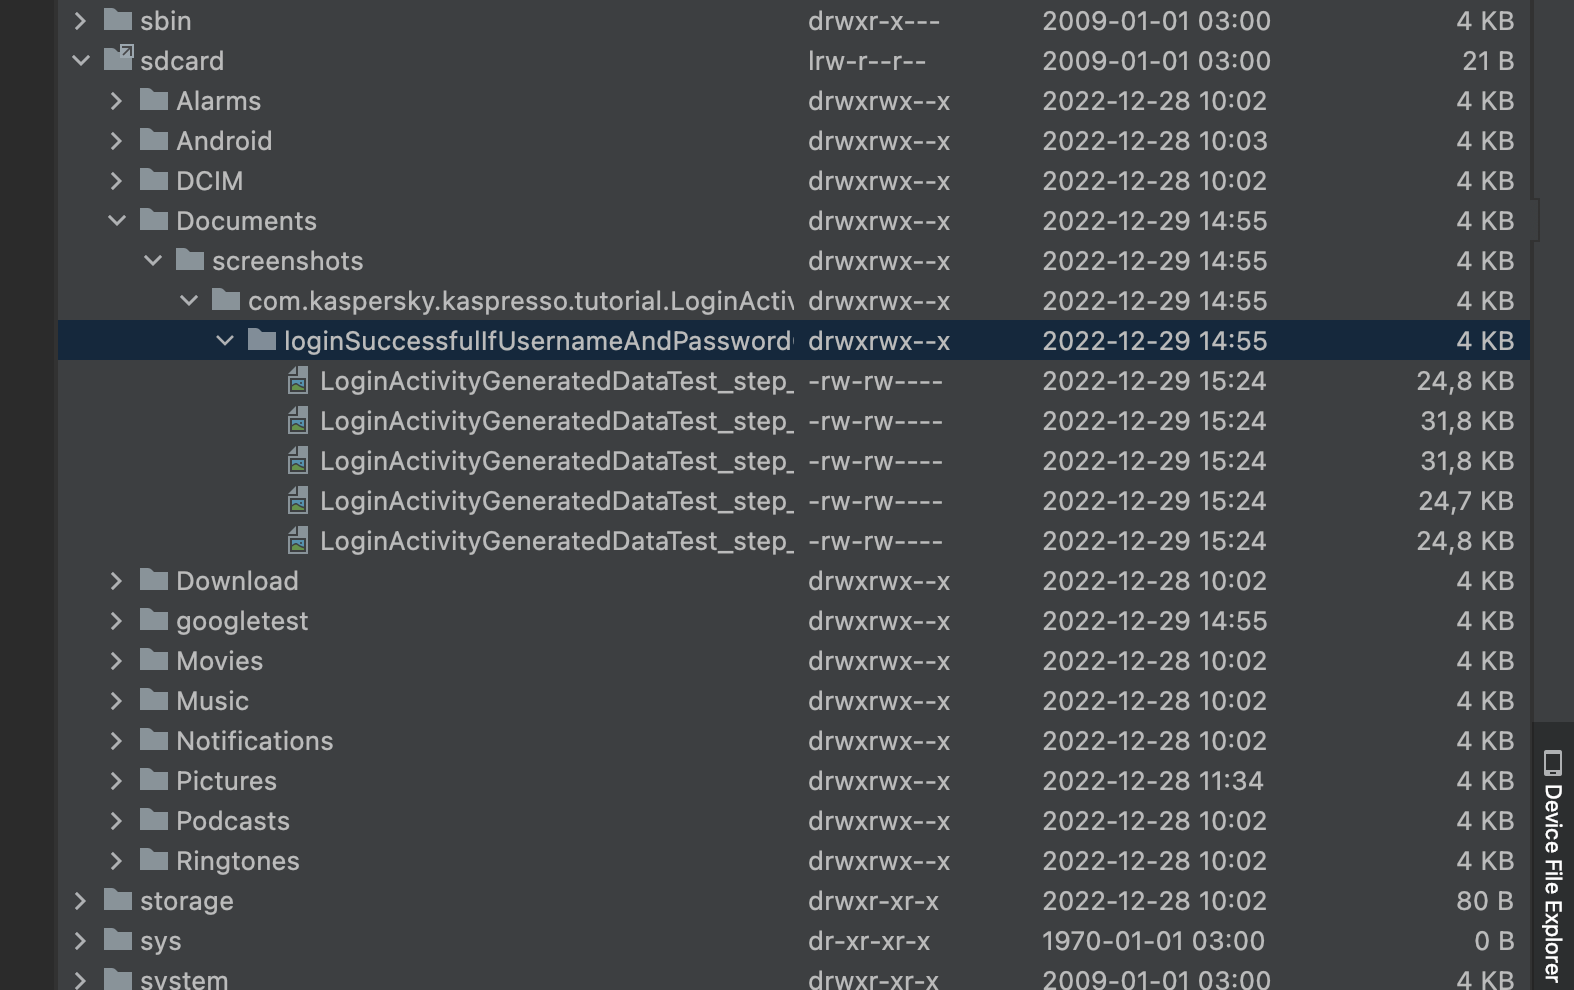 sbin drwxr-x--- 2009-01-01 03:00 4 KB
sdcard lrw-r--r-- 2009-01-01 03:00 21 B
Alarms drwxrwx--x 2022-12-28 10:02 4 KB
Android drwxrwx--x 2022-12-28 10:03 4 KB
DCIM drwxrwx--x 2022-12-28 10:02 4 KB
Documents drwxrwx--x 2022-12-29 14:55 4 KB
screenshots drwxrwx--x 2022-12-29 14:55 4 KB
com.kaspersky.kaspresso.tutorial.LoginActiv drwxrwx--x 2022-12-29 14:55 4 KB
loginSuccessfulIfUsernameAndPassword drwxrwx--x 2022-12-29 14:55 4 KB
LoginActivityGeneratedDataTest_step_ -rw-rw---- 2022-12-29 15:24 24,8 KB
LoginActivityGeneratedDataTest_step_ -rw-rw---- 2022-12-29 15:24 31,8 KB
LoginActivityGeneratedDataTest_step_ -rw-rw---- 2022-12-29 15:24 31,8 KB
LoginActivityGeneratedDataTest_step_ -rw-rw---- 2022-12-29 15:24 24,7 KB
LoginActivityGeneratedDataTest_step_ -rw-rw---- 2022-12-29 15:24 24,8 KB
Download drwxrwx--x 2022-12-28 10:02 4 KB
googletest drwxrwx--x 2022-12-29 14:55 4 KB
Movies drwxrwx--x 2022-12-28 10:02 4 KB
Music drwxrwx--x 2022-12-28 10:02 4 KB
Notifications drwxrwx--x 2022-12-28 10:02 4 KB
Pictures drwxrwx--x 2022-12-28 11:34 4 KB
Podcasts drwxrwx--x 2022-12-28 10:02 4 KB
Ringtones drwxrwx--x 2022-12-28 10:02 4 KB
storage drwxr-xr-x 2022-12-28 10:02 80 B
sys dr-xr-xr-x 1970-01-01 03:00 0 B
system drwxr-xr-x 2009-01-01 03:00 4 KB
Device File Explorer